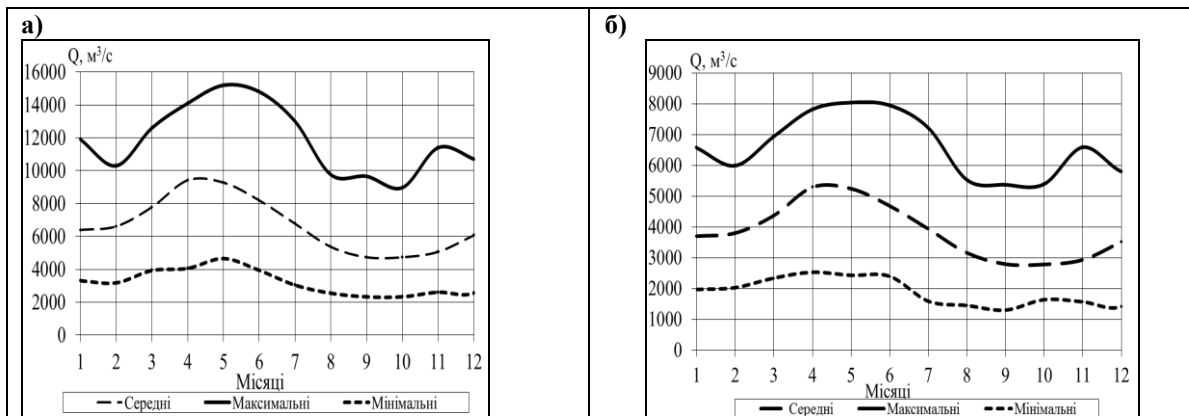 а)
Q, м³/с
16000
14000
12000
10000
8000
6000
4000
2000
0
1 2 3 4 5 6 7 8 9 10 11 12
Місяці
Середні Максимальні Мінімальні
б)
Q, м³/с
9000
8000
7000
6000
5000
4000
3000
2000
1000
0
1 2 3 4 5 6 7 8 9 10 11 12
Місяці
Середні Максимальні Мінімальні